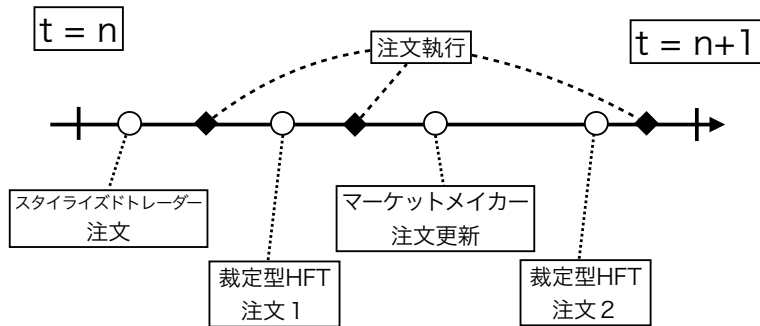 t = n
注文執行
t = n+1
スタイライズドトレーダー
注文
裁定型HFT
注文1
マーケットメイカー
注文更新
裁定型HFT
注文2